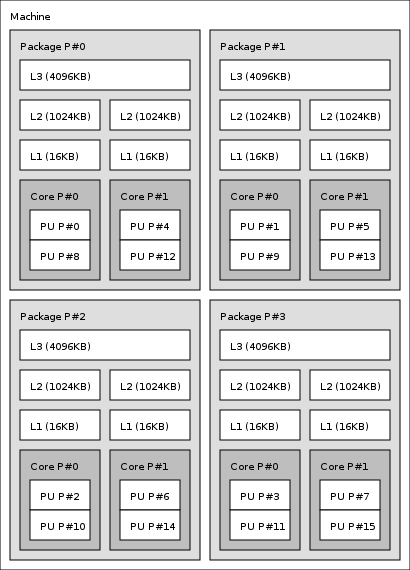 Machine
Package P#0
L3 (4096KB)
L2 (1024KB) L2 (1024KB)
L1 (16KB) L1 (16KB)
Core P#0 Core P#1
PU P#0 PU P#4
PU P#8 PU P#12
Package P#1
L3 (4096KB)
L2 (1024KB) L2 (1024KB)
L1 (16KB) L1 (16KB)
Core P#0 Core P#1
PU P#1 PU P#5
PU P#9 PU P#13
Package P#2
L3 (4096KB)
L2 (1024KB) L2 (1024KB)
L1 (16KB) L1 (16KB)
Core P#0 Core P#1
PU P#2 PU P#6
PU P#10 PU P#14
Package P#3
L3 (4096KB)
L2 (1024KB) L2 (1024KB)
L1 (16KB) L1 (16KB)
Core P#0 Core P#1
PU P#3 PU P#7
PU P#11 PU P#15